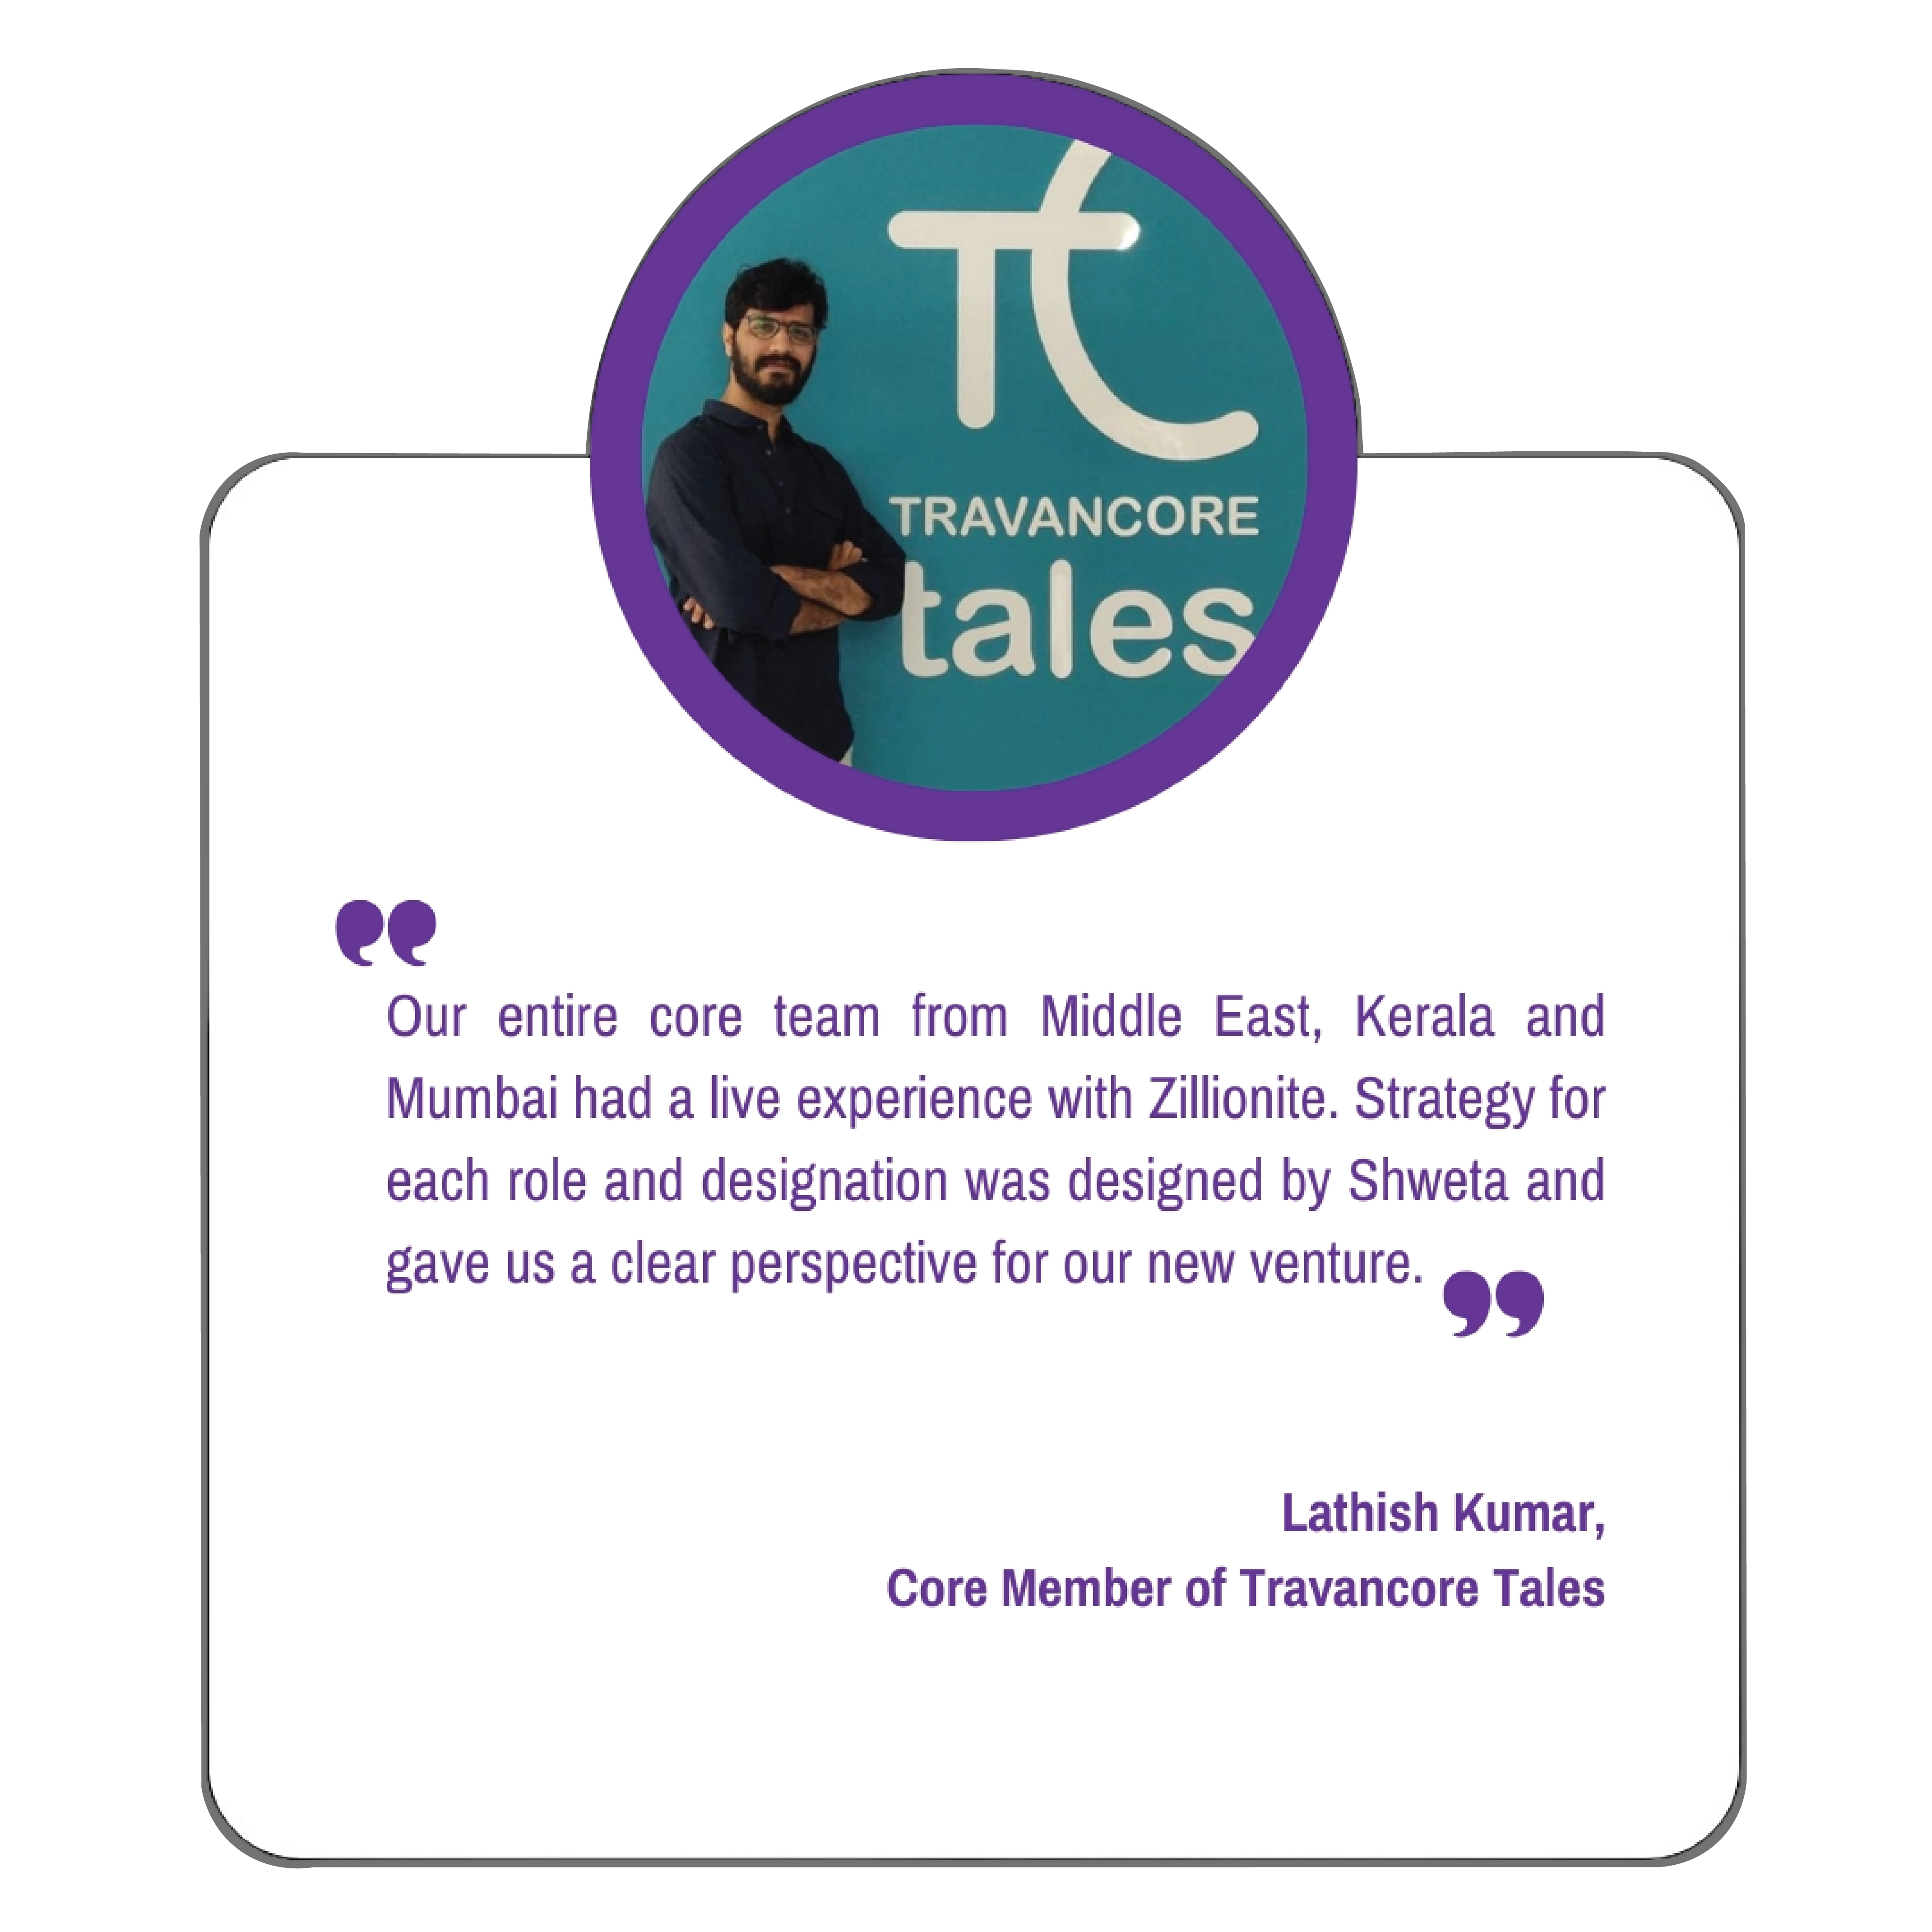 TRAVANCORE
tales
Our entire core team from Middle East, Kerala and
Mumbai had a live experience with Zillionite. Strategy for
each role and designation was designed by Shweta and
gave us a clear perspective for our new venture.
Lathish Kumar,
Core Member of Travancore Tales